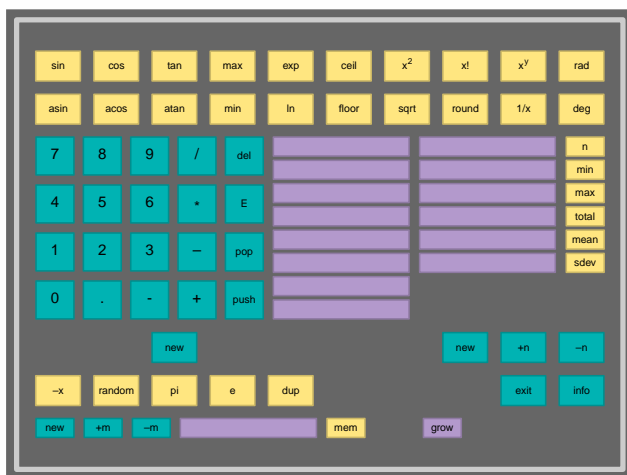 sin cos tan max exp ceil x² x! xʸ rad
asin acos atan min ln floor sqrt round 1/x deg
7 8 9 / del n
min
4 5 6 * E max
total
1 2 3 – pop mean
sdev
0 . - + push
new new +n –n
–x random pi e dup exit info
new +m –m mem grow